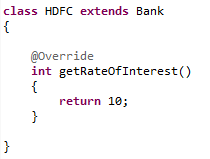 class HDFC extends Bank
{
@Override
int getRateOfInterest()
{
return 10;
}
}